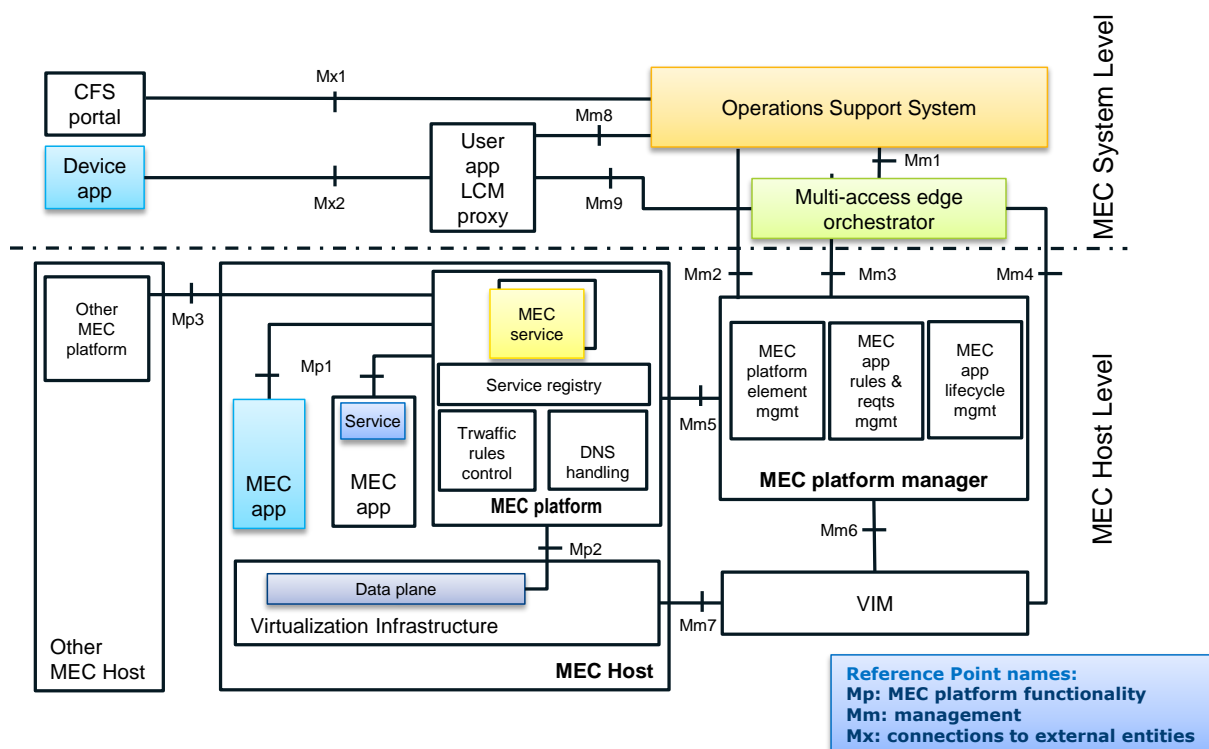 Mx1
CFS
portal
Operations Support System
MEC System Level
Mm8
User
app
LCM
proxy
Device
app
Mx2
Mm9
Mm1
Multi-access edge
orchestrator
Mm2
Mm3
Mm4
Other
MEC
platform
Mp3
Other
MEC Host
MEC
service
Mp1
Service registry
Service
MEC
app
MEC
app
Trwaffic
rules
control
DNS
handling
MEC platform
Mp2
Data plane
Virtualization Infrastructure
MEC Host
Mm5
MEC
platform
element
mgmt
MEC
app
rules &
reqts
mgmt
MEC
app
lifecycle
mgmt
MEC platform manager
MEC Host Level
Mm6
Mm7
VIM
Reference Point names:
Mp: MEC platform functionality
Mm: management
Mx: connections to external entities